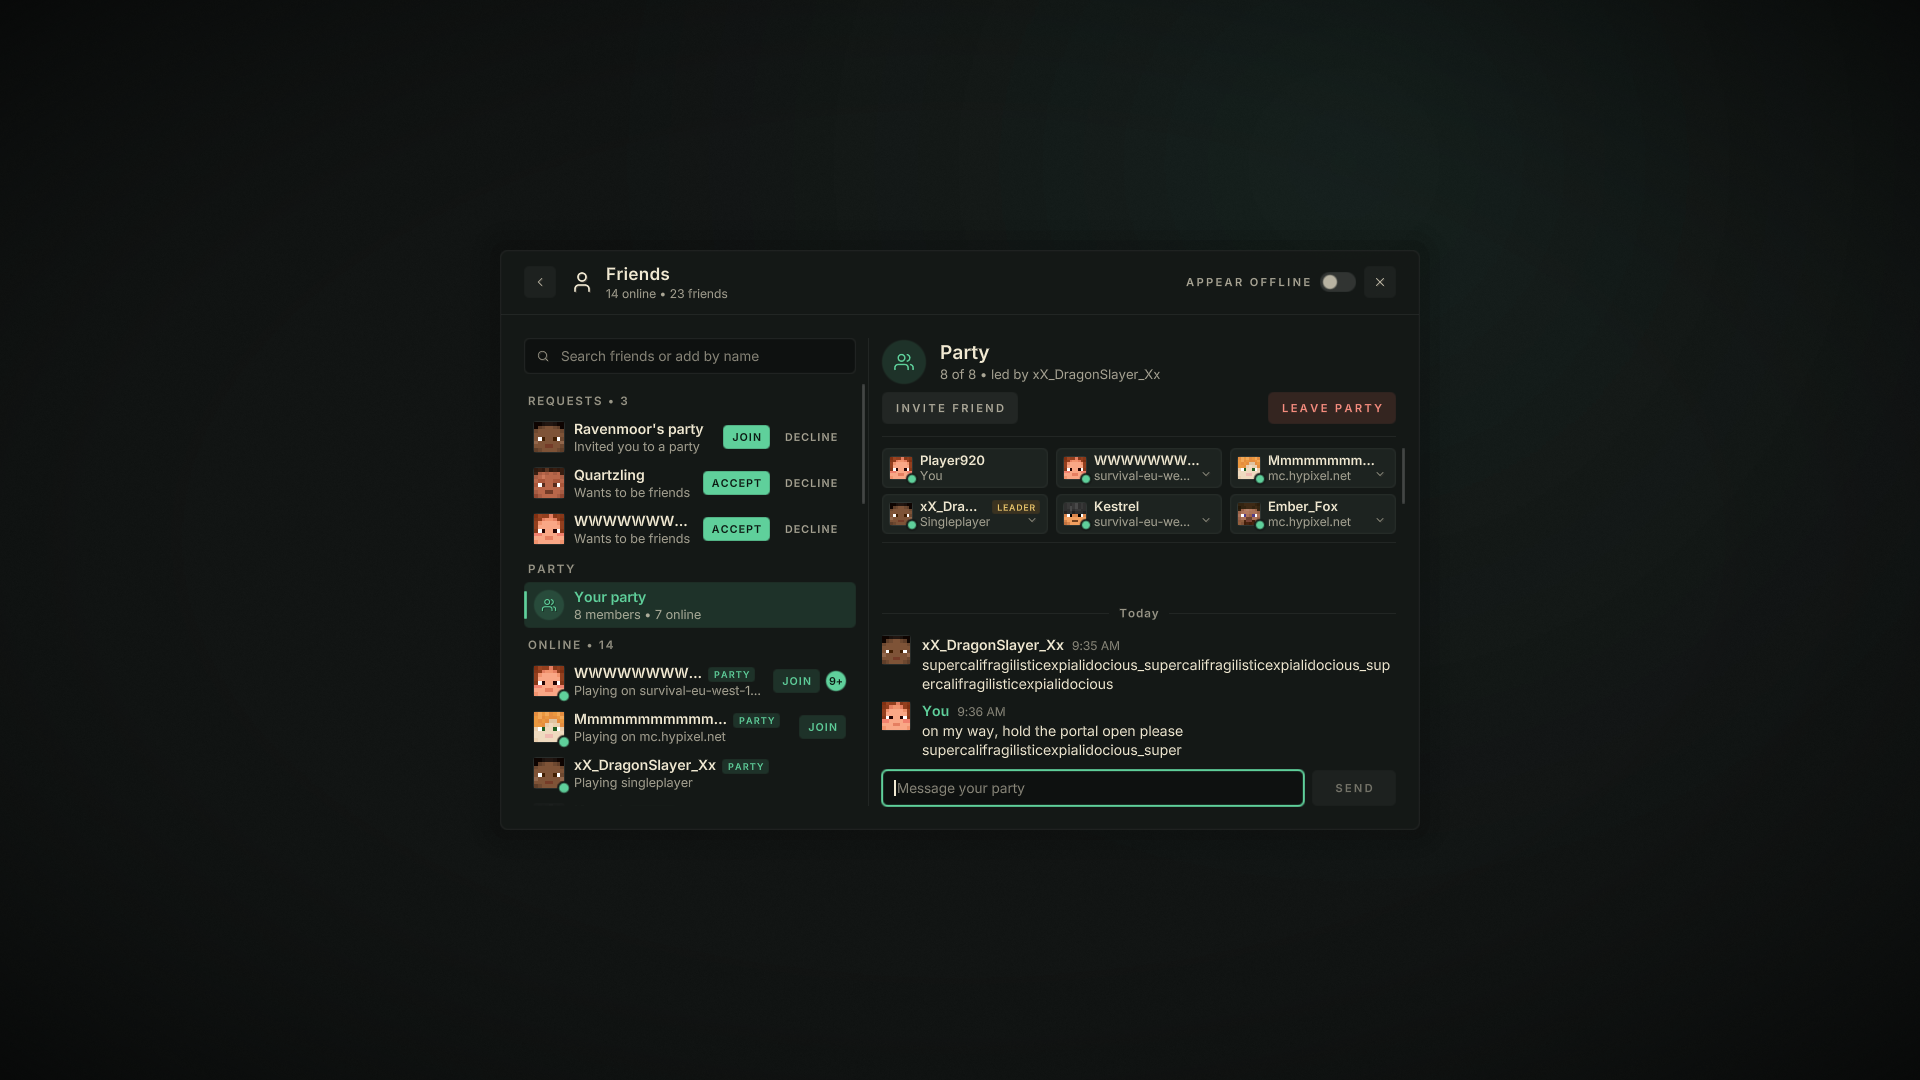 Friends
14 online • 23 friends
APPEAR OFFLINE
Search friends or add by name
REQUESTS • 3
Ravenmoor's party
Invited you to a party
JOIN
DECLINE
Quartzling
Wants to be friends
ACCEPT
DECLINE
WWWWWWW...
Wants to be friends
ACCEPT
DECLINE
PARTY
Your party
8 members • 7 online
ONLINE • 14
WWWWWWWW...
PARTY
Playing on survival-eu-west-1...
JOIN
9+
Mmmmmmmmmm...
PARTY
Playing on mc.hypixel.net
JOIN
xX_DragonSlayer_Xx
PARTY
Playing singleplayer
Party
8 of 8 • led by xX_DragonSlayer_Xx
INVITE FRIEND
LEAVE PARTY
Player920
You
WWWWWWW...
survival-eu-we...
Mmmmmmmm...
mc.hypixel.net
xX_Dra...
LEADER
Singleplayer
Kestrel
survival-eu-we...
Ember_Fox
mc.hypixel.net
Today
xX_DragonSlayer_Xx 9:35 AM
supercalifragilisticexpialidocious_supercalifragilisticexpialidocious_sup
ercalifragilisticexpialidocious
You 9:36 AM
on my way, hold the portal open please
supercalifragilisticexpialidocious_super
Message your party
SEND